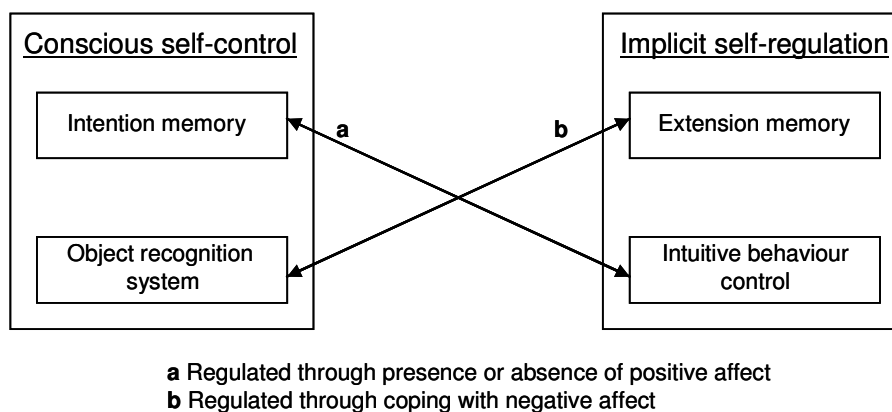 Conscious self-control
Implicit self-regulation
Intention memory
a
b
Extension memory
Object recognition
system
Intuitive behaviour
control
a Regulated through presence or absence of positive affect
b Regulated through coping with negative affect